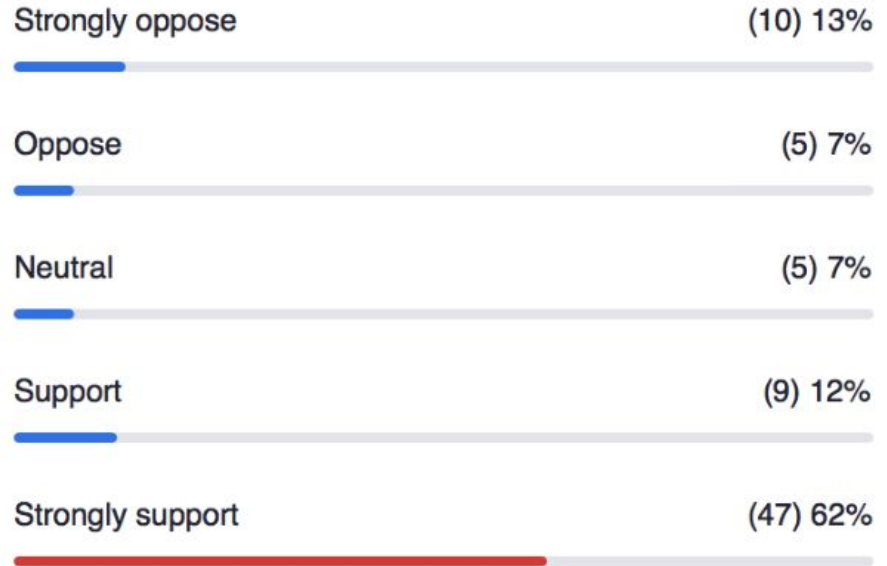 Strongly oppose (10) 13%
Oppose (5) 7%
Neutral (5) 7%
Support (9) 12%
Strongly support (47) 62%